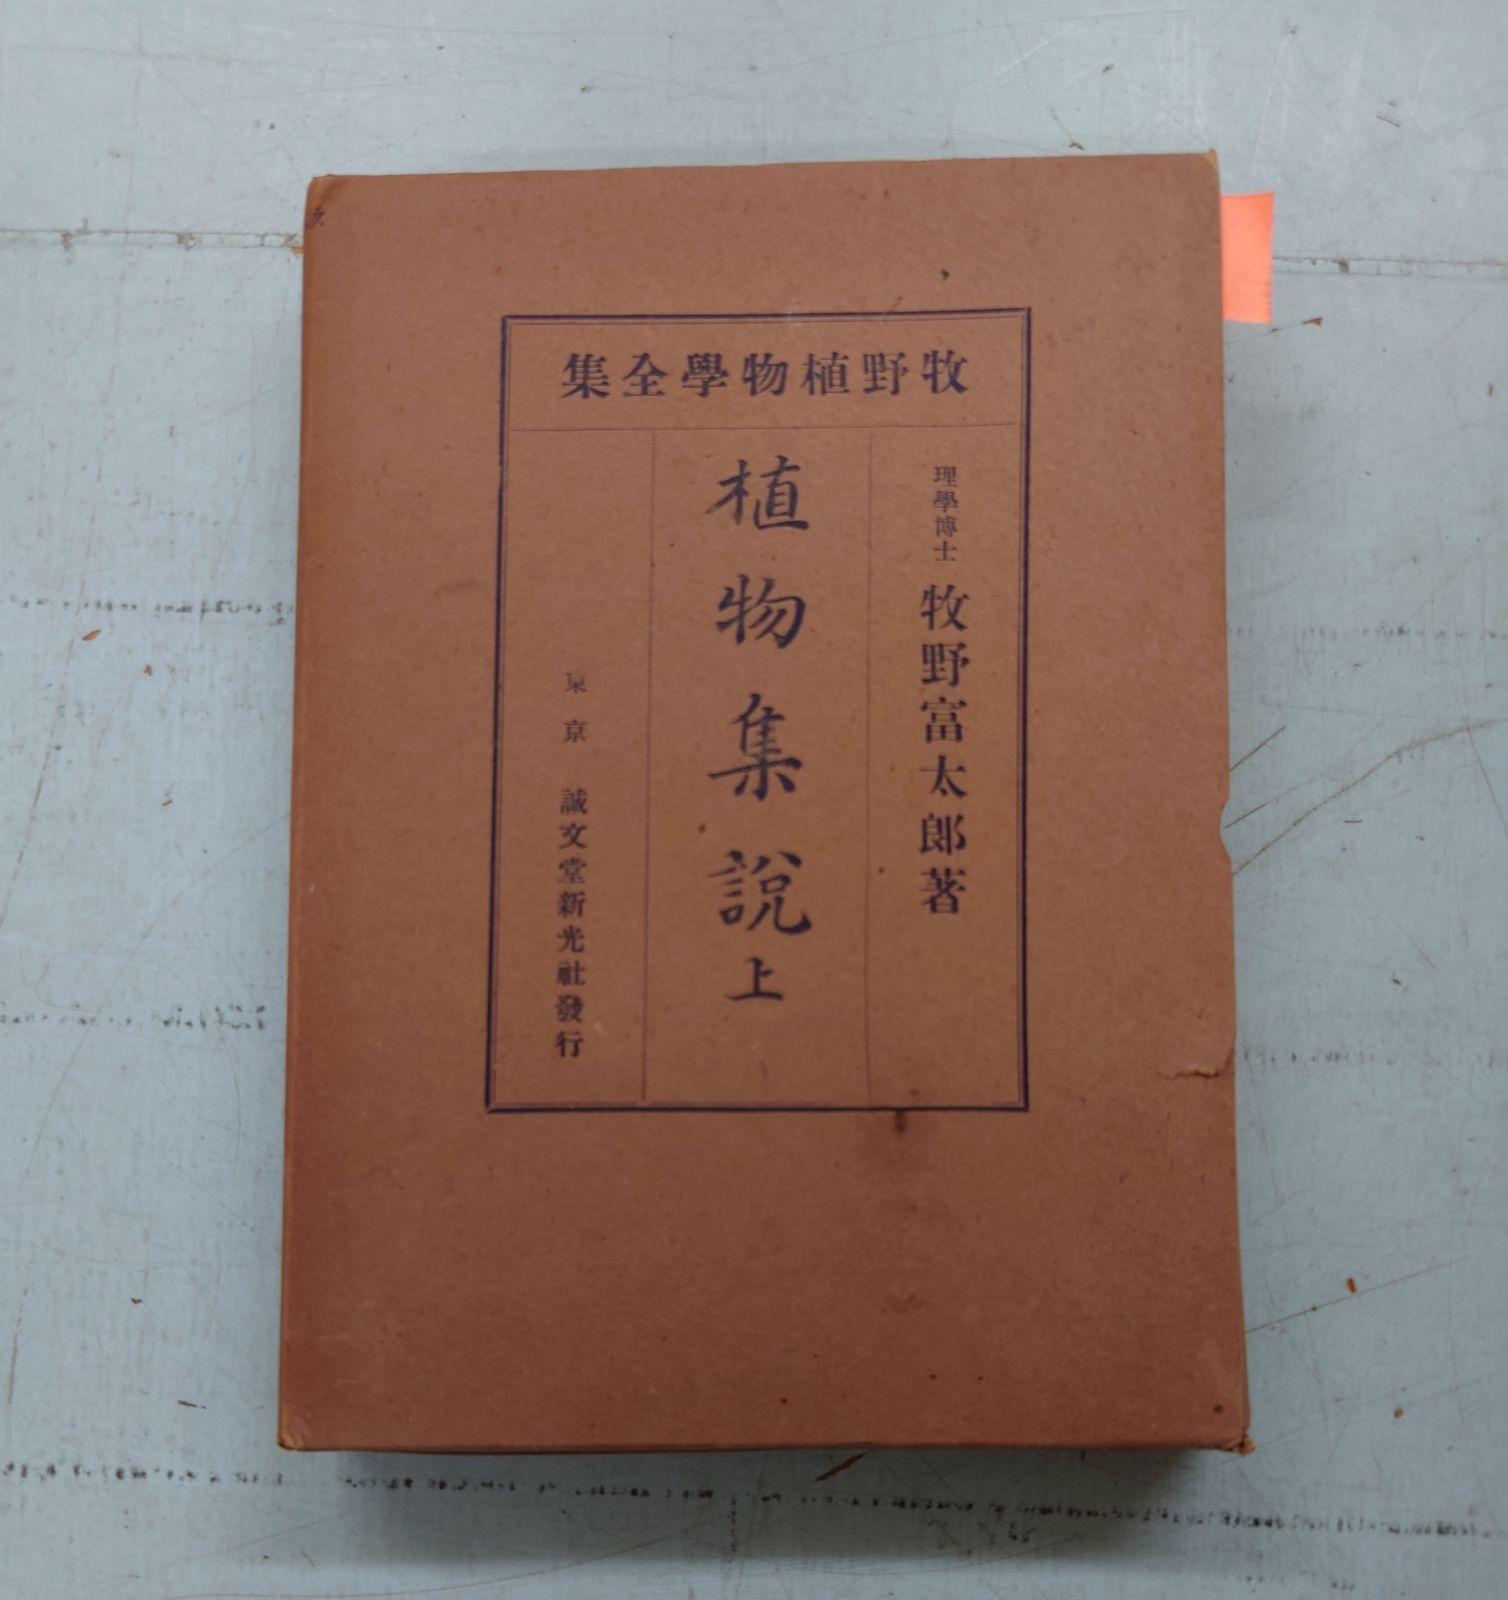 牧野植物學全集
理學博士 牧野富太郎著
植物集説 上
東京 誠文堂新光社發行